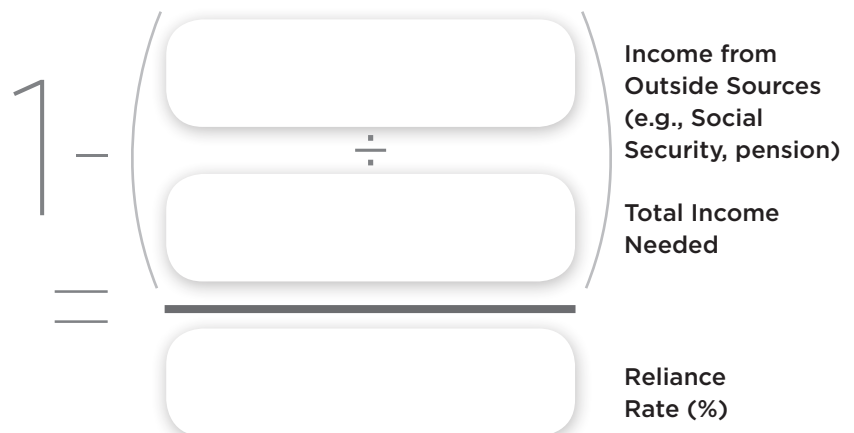 1 – (
Income from
Outside Sources
(e.g., Social
Security, pension)
÷
Total Income
Needed
)
=
Reliance
Rate (%)